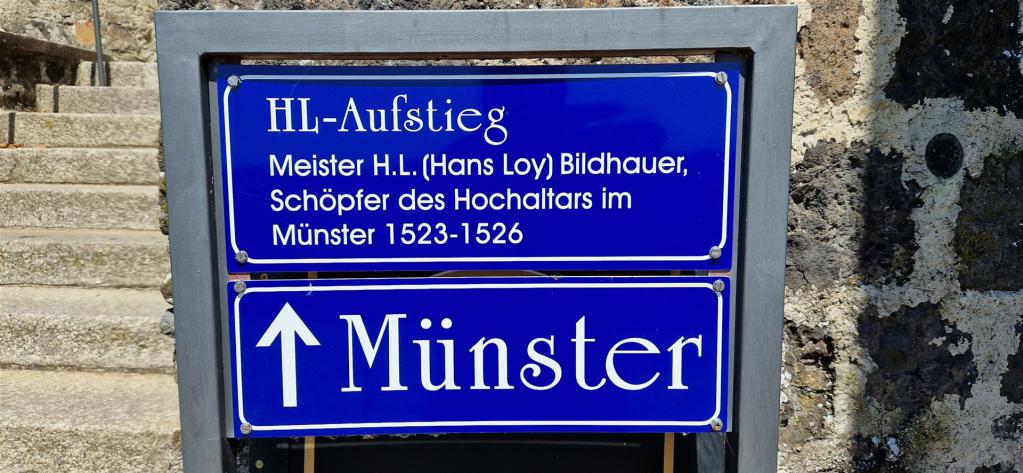 HL-Aufstieg
Meister H.L. (Hans Loy) Bildhauer,
Schöpfer des Hochaltars im
Münster 1523-1526
↑ Münster